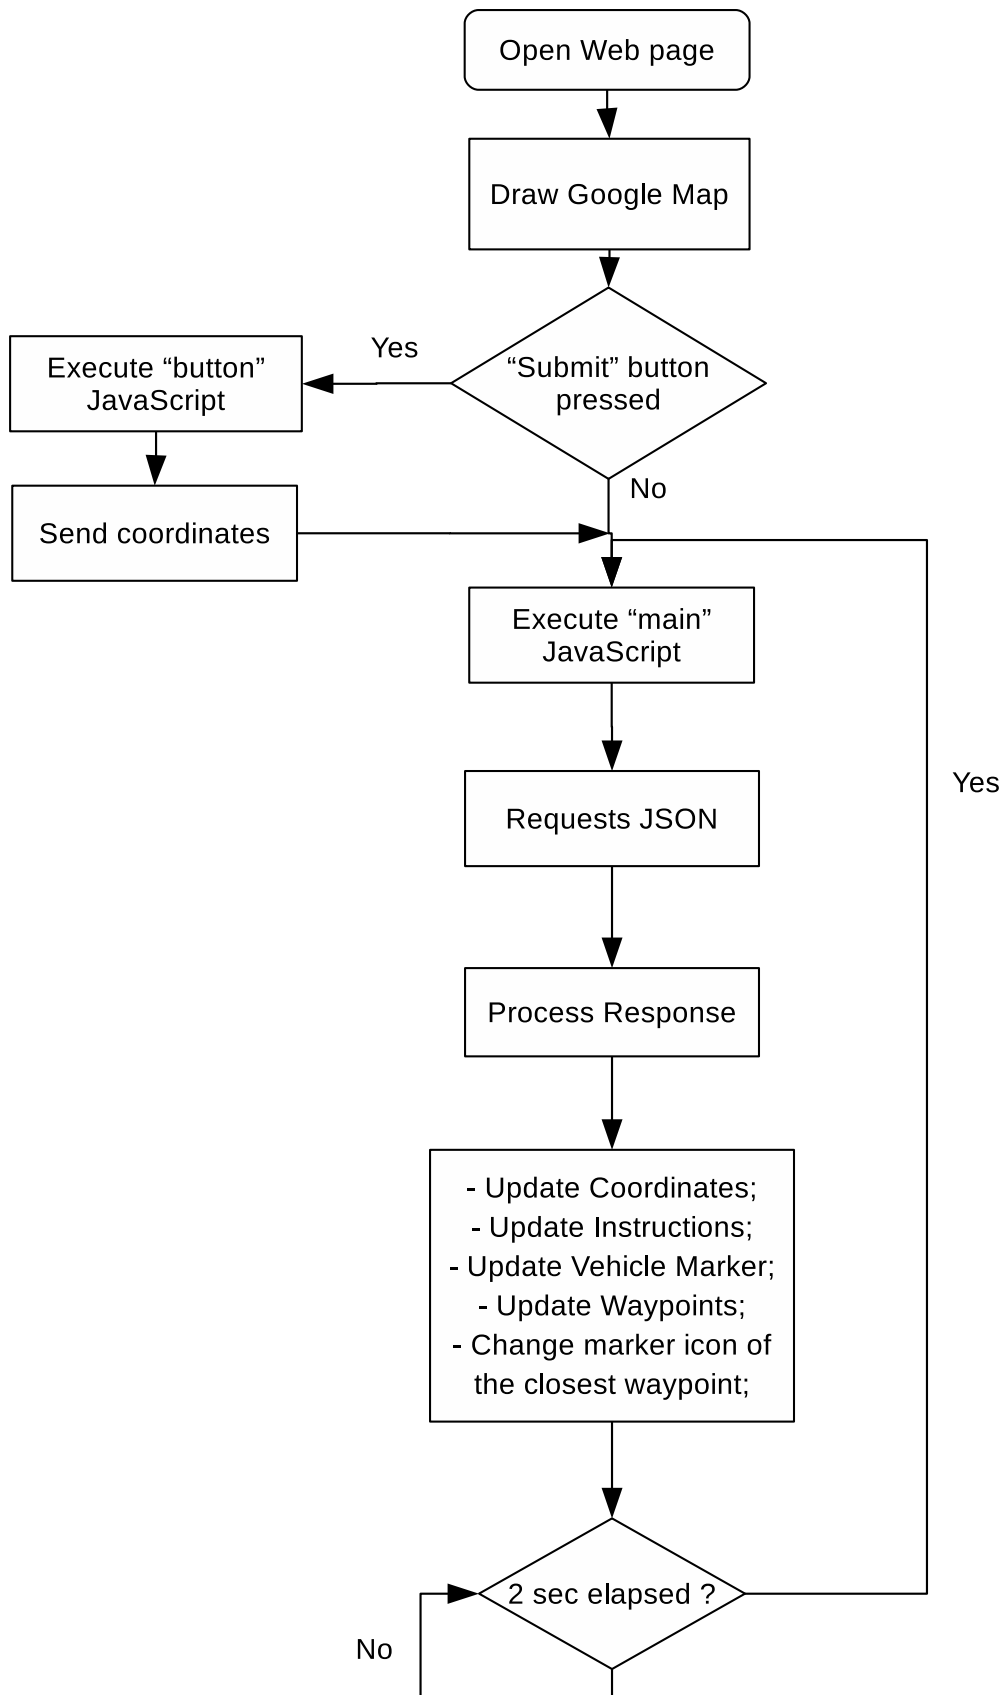 Open Web page
Draw Google Map
Yes
“Submit” button
pressed
Execute “button”
JavaScript
No
Send coordinates
Execute “main”
JavaScript
Yes
Requests JSON
Process Response
- Update Coordinates;
- Update Instructions;
- Update Vehicle Marker;
- Update Waypoints;
- Change marker icon of
the closest waypoint;
2 sec elapsed ?
No